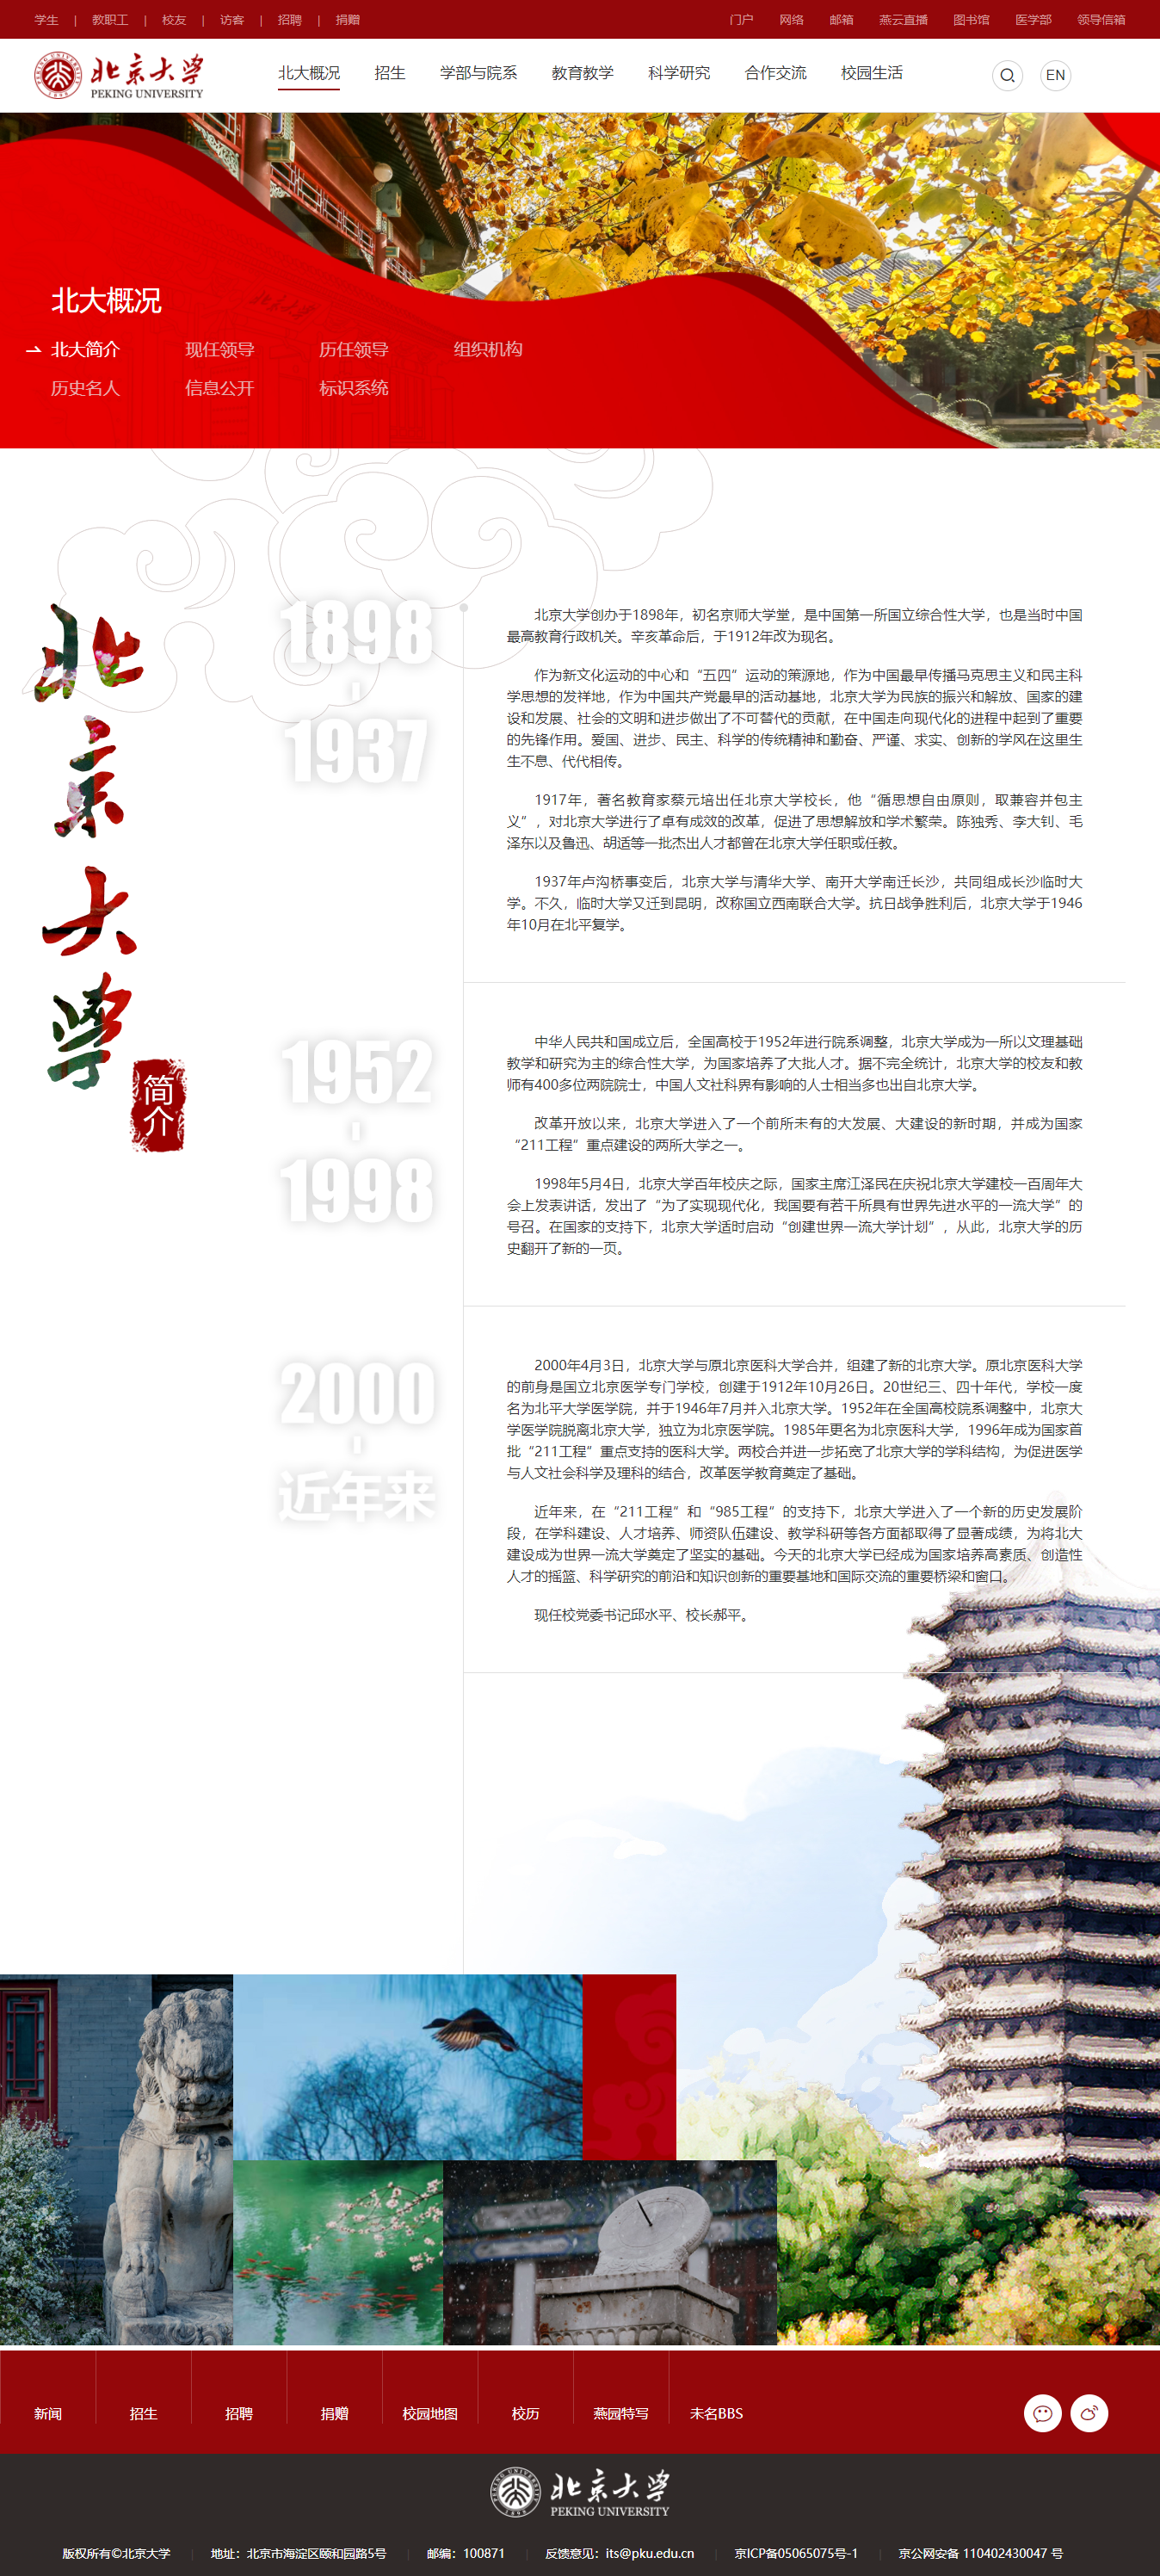 学生 | 教职工 | 校友 | 访客 | 招聘 | 捐赠 门户 网络 邮箱 燕云直播 图书馆 医学部 领导信箱
北京大学
PEKING UNIVERSITY
北大概况 招生 学部与院系 教育教学 科学研究 合作交流 校园生活 EN
北大概况
北大简介 现任领导 历任领导 组织机构
历史名人 信息公开 标识系统
北京大学
简介
1898
-
1937
北京大学创办于1898年，初名京师大学堂，是中国第一所国立综合性大学，也是当时中国
最高教育行政机关。辛亥革命后，于1912年改为现名。
作为新文化运动的中心和“五四”运动的策源地，作为中国最早传播马克思主义和民主科
学思想的发祥地，作为中国共产党最早的活动基地，北京大学为民族的振兴和解放、国家的建
设和发展、社会的文明和进步做出了不可替代的贡献，在中国走向现代化的进程中起到了重要
的先锋作用。爱国、进步、民主、科学的传统精神和勤奋、严谨、求实、创新的学风在这里生
生不息、代代相传。
1917年，著名教育家蔡元培出任北京大学校长，他“循思想自由原则，取兼容并包主
义”，对北京大学进行了卓有成效的改革，促进了思想解放和学术繁荣。陈独秀、李大钊、毛
泽东以及鲁迅、胡适等一批杰出人才都曾在北京大学任职或任教。
1937年卢沟桥事变后，北京大学与清华大学、南开大学南迁长沙，共同组成长沙临时大
学。不久，临时大学又迁到昆明，改称国立西南联合大学。抗日战争胜利后，北京大学于1946
年10月在北平复学。
1952
-
1998
中华人民共和国成立后，全国高校于1952年进行院系调整，北京大学成为一所以文理基础
教学和研究为主的综合性大学，为国家培养了大批人才。据不完全统计，北京大学的校友和教
师有400多位两院院士，中国人文社科界有影响的人士相当多也出自北京大学。
改革开放以来，北京大学进入了一个前所未有的大发展、大建设的新时期，并成为国家
“211工程”重点建设的两所大学之一。
1998年5月4日，北京大学百年校庆之际，国家主席江泽民在庆祝北京大学建校一百周年大
会上发表讲话，发出了“为了实现现代化，我国要有若干所具有世界先进水平的一流大学”的
号召。在国家的支持下，北京大学适时启动“创建世界一流大学计划”，从此，北京大学的历
史翻开了新的一页。
2000
-
近年来
2000年4月3日，北京大学与原北京医科大学合并，组建了新的北京大学。原北京医科大学
的前身是国立北京医学专门学校，创建于1912年10月26日。20世纪三、四十年代，学校一度
名为北平大学医学院，并于1946年7月并入北京大学。1952年在全国高校院系调整中，北京大
学医学院脱离北京大学，独立为北京医学院。1985年更名为北京医科大学，1996年成为国家首
批“211工程”重点支持的医科大学。两校合并进一步拓宽了北京大学的学科结构，为促进医学
与人文社会科学及理科的结合，改革医学教育奠定了基础。
近年来，在“211工程”和“985工程”的支持下，北京大学进入了一个新的历史发展阶
段，在学科建设、人才培养、师资队伍建设、教学科研等各方面都取得了显著成绩，为将北大
建设成为世界一流大学奠定了坚实的基础。今天的北京大学已经成为国家培养高素质、创造性
人才的摇篮、科学研究的前沿和知识创新的重要基地和国际交流的重要桥梁和窗口。
现任校党委书记邱水平、校长郝平。
新闻 招生 招聘 捐赠 校园地图 校历 燕园特写 未名BBS
北京大学
PEKING UNIVERSITY
版权所有©北京大学 地址：北京市海淀区颐和园路5号 邮编：100871 反馈意见：its@pku.edu.cn 京ICP备05065075号-1 京公网安备 110402430047 号